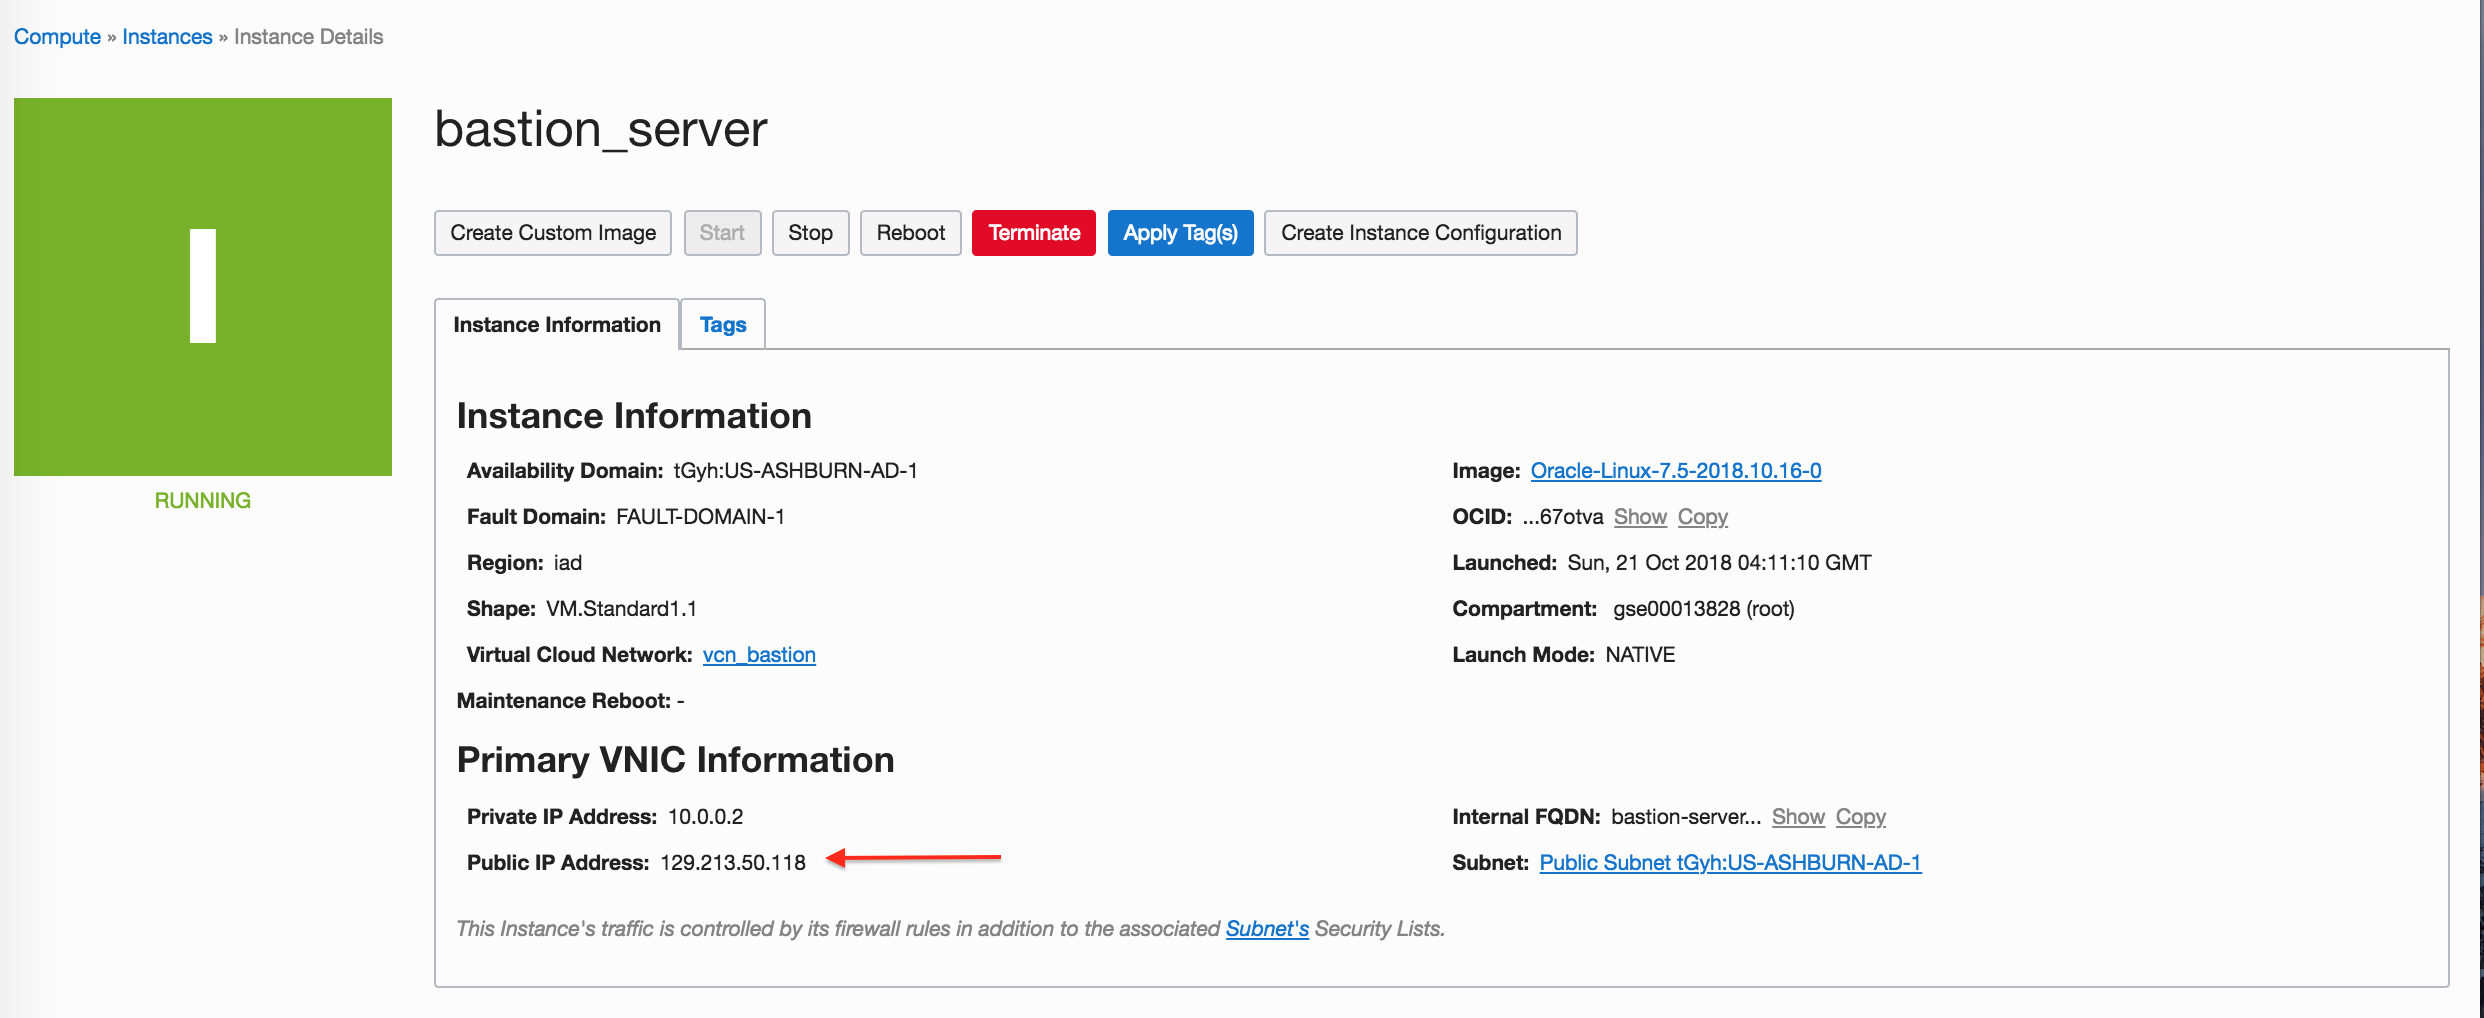 Compute » Instances » Instance Details
I
RUNNING
bastion_server
Create Custom Image Start Stop Reboot Terminate Apply Tag(s) Create Instance Configuration
Instance Information Tags
Instance Information
Availability Domain: tGyh:US-ASHBURN-AD-1
Fault Domain: FAULT-DOMAIN-1
Region: iad
Shape: VM.Standard1.1
Virtual Cloud Network: vcn_bastion
Maintenance Reboot: -
Image: Oracle-Linux-7.5-2018.10.16-0
OCID: ...67otva Show Copy
Launched: Sun, 21 Oct 2018 04:11:10 GMT
Compartment: gse00013828 (root)
Launch Mode: NATIVE
Primary VNIC Information
Private IP Address: 10.0.0.2
Public IP Address: 129.213.50.118
Internal FQDN: bastion-server... Show Copy
Subnet: Public Subnet tGyh:US-ASHBURN-AD-1
This Instance's traffic is controlled by its firewall rules in addition to the associated Subnet's Security Lists.